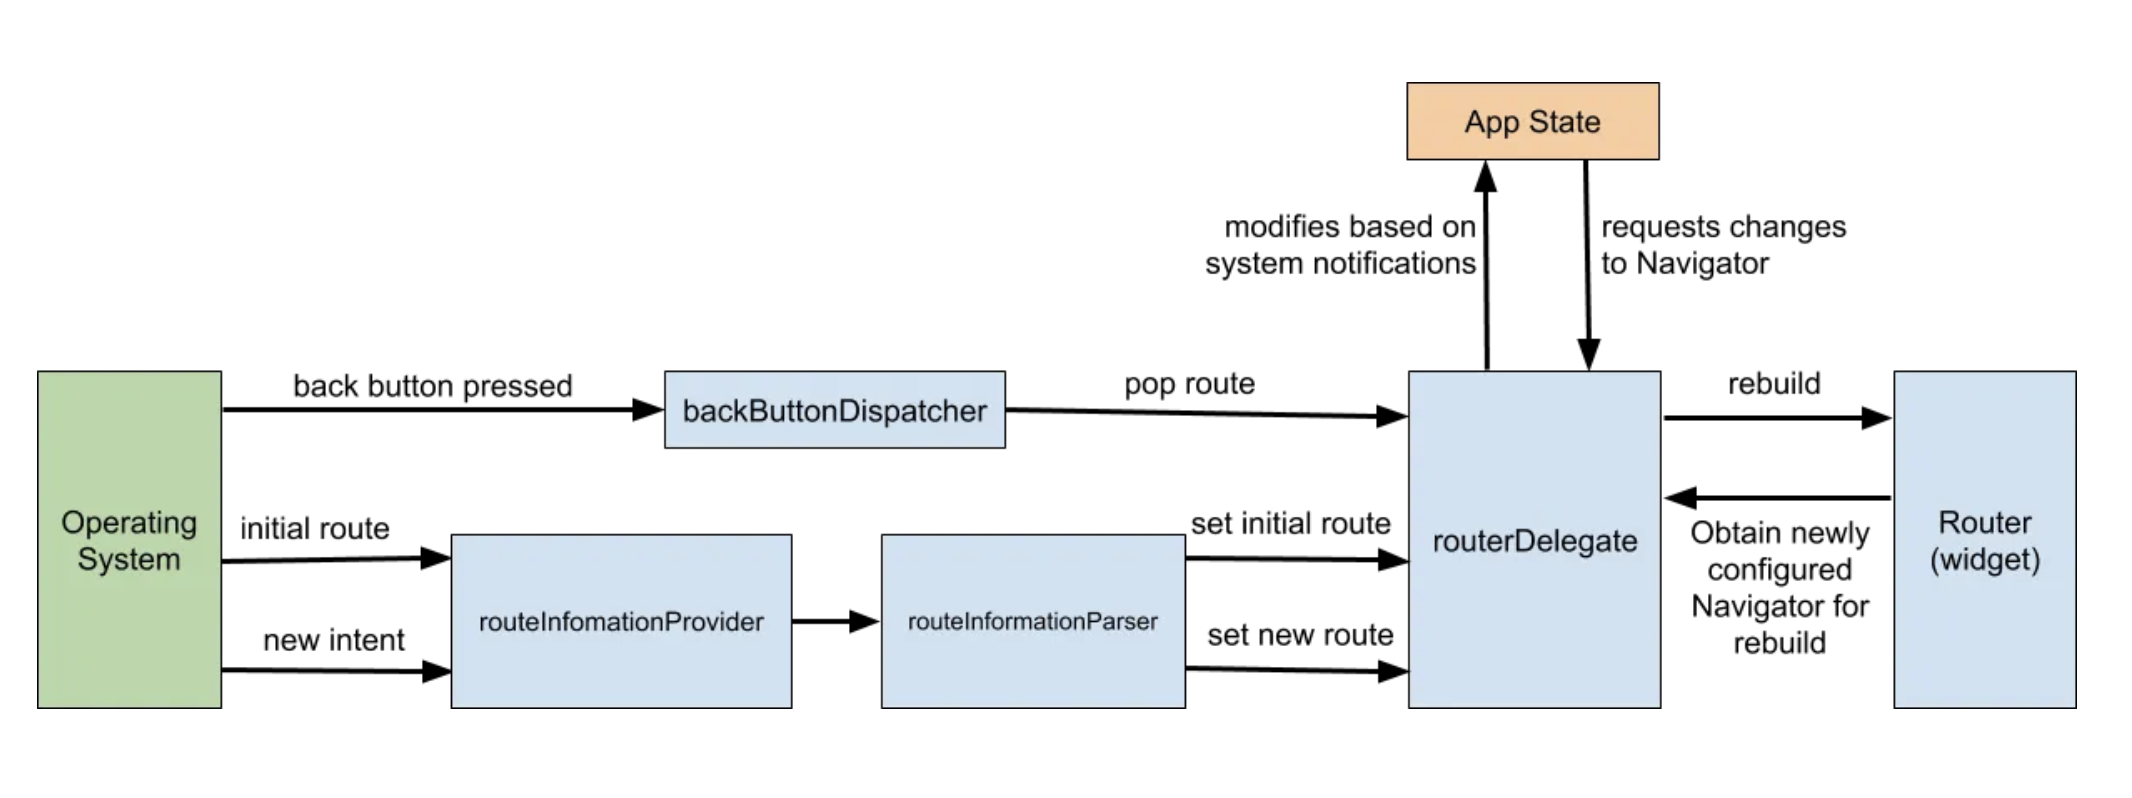 App State
modifies based on
system notifications
requests changes
to Navigator
back button pressed
backButtonDispatcher
pop route
rebuild
Operating
System
initial route
new intent
routeInfomationProvider
routeInformationParser
set initial route
set new route
routerDelegate
Obtain newly
configured
Navigator for
rebuild
Router
(widget)